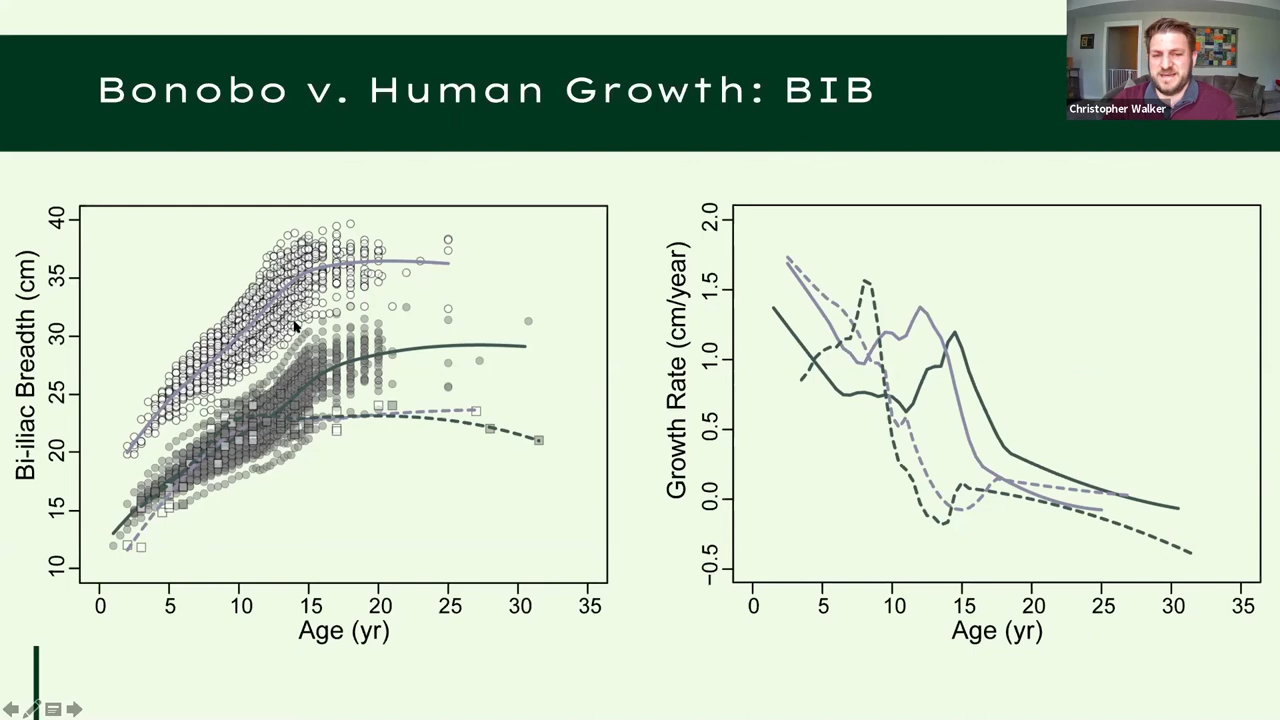 Bonobo v. Human Growth: BIB
Christopher Walker
Bi-iliac Breadth (cm)
40
35
30
25
20
15
10
0 5 10 15 20 25 30 35
Age (yr)
Growth Rate (cm/year)
2.0
1.5
1.0
0.5
0.0
−0.5
0 5 10 15 20 25 30 35
Age (yr)